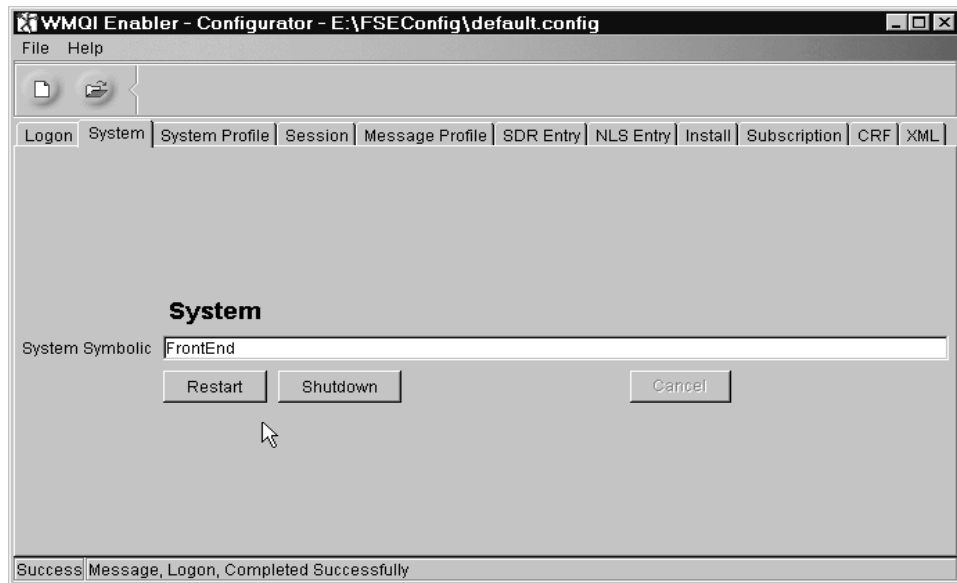 WMQI Enabler - Configurator - E:\FSEConfig\default.config
File Help
Logon System System Profile Session Message Profile SDR Entry NLS Entry Install Subscription CRF XML
System
System Symbolic FrontEnd
Restart Shutdown Cancel
Success Message, Logon, Completed Successfully